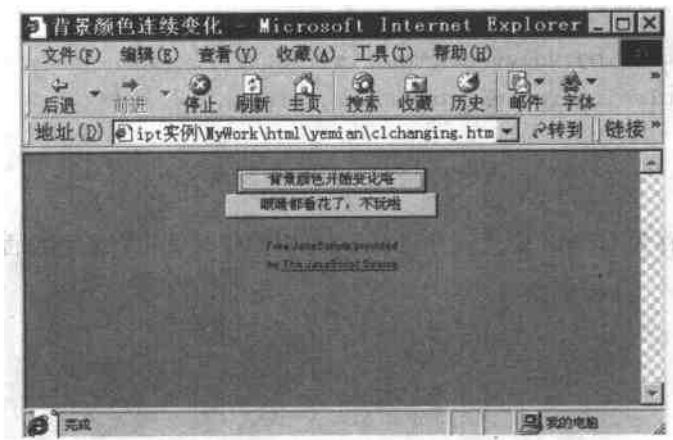 背景颜色连续变化 - Microsoft Internet Explorer
文件(F) 编辑(E) 查看(V) 收藏(A) 工具(T) 帮助(H)
后退 前进 停止 刷新 主页 搜索 收藏 历史 邮件 字体
地址(D) ipt实例\MyWork\html\yemian\clchanging.htm 转到 链接
背景颜色开始变化咯
眼睛都看花了，不玩啦
Free JavaScripts provided
by The JavaScript Source
完成 我的电脑